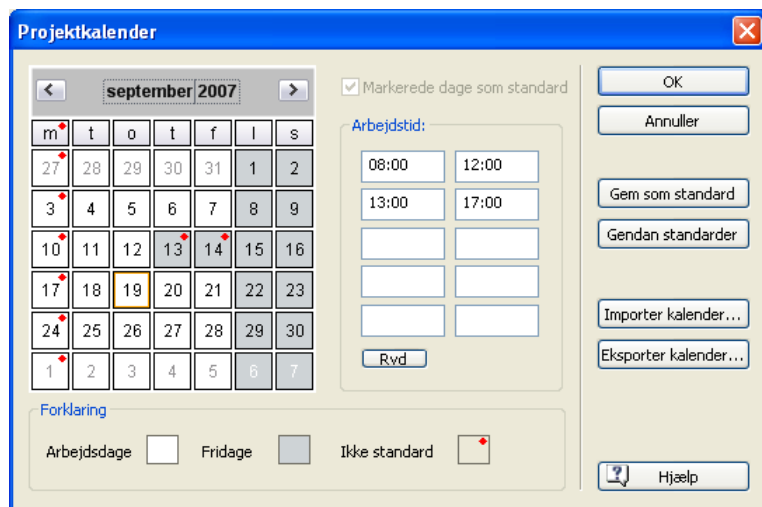 Projektkalender
september 2007
m t o t f l s
27 28 29 30 31 1 2
3 4 5 6 7 8 9
10 11 12 13 14 15 16
17 18 19 20 21 22 23
24 25 26 27 28 29 30
1 2 3 4 5 6 7
Markerede dage som standard
Arbejdstid:
08:00 12:00
13:00 17:00
Ryd
Forklaring
Arbejdsdage Fridage Ikke standard
OK
Annuller
Gem som standard
Gendan standarder
Importer kalender...
Eksporter kalender...
Hjælp